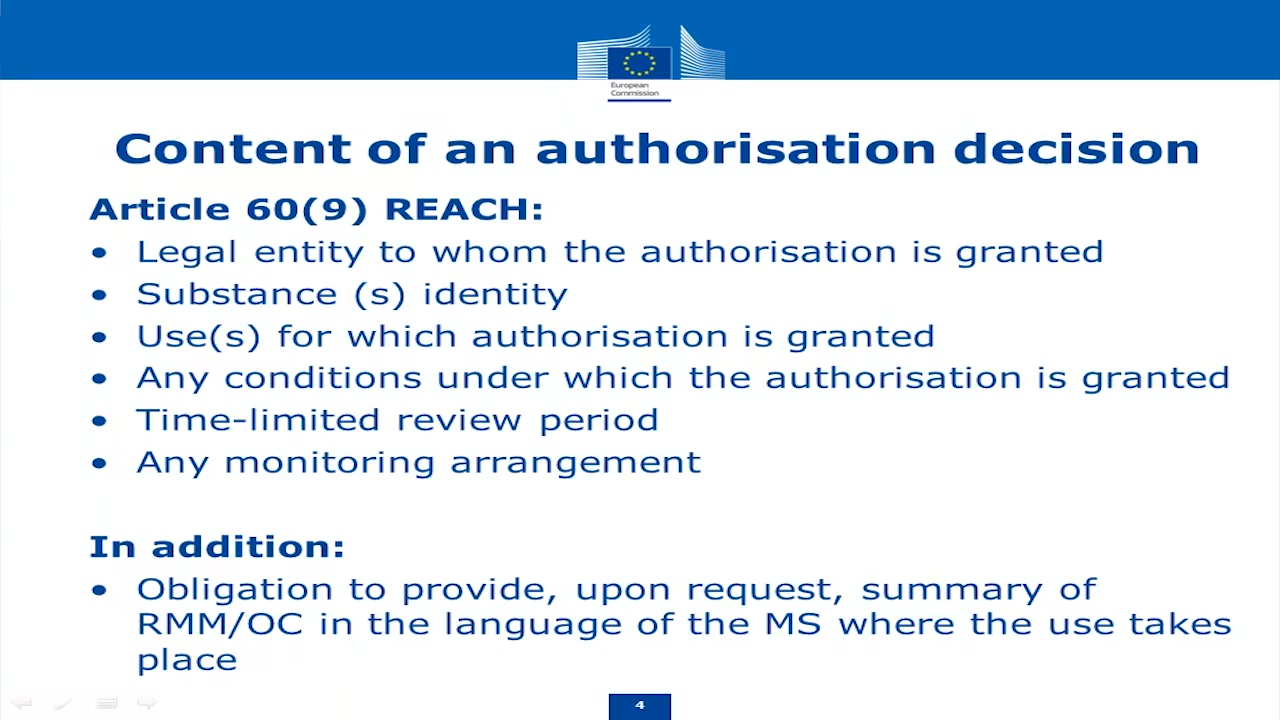 European
Commission
Content of an authorisation decision
Article 60(9) REACH:
• Legal entity to whom the authorisation is granted
• Substance (s) identity
• Use(s) for which authorisation is granted
• Any conditions under which the authorisation is granted
• Time-limited review period
• Any monitoring arrangement
In addition:
• Obligation to provide, upon request, summary of
RMM/OC in the language of the MS where the use takes
place
4